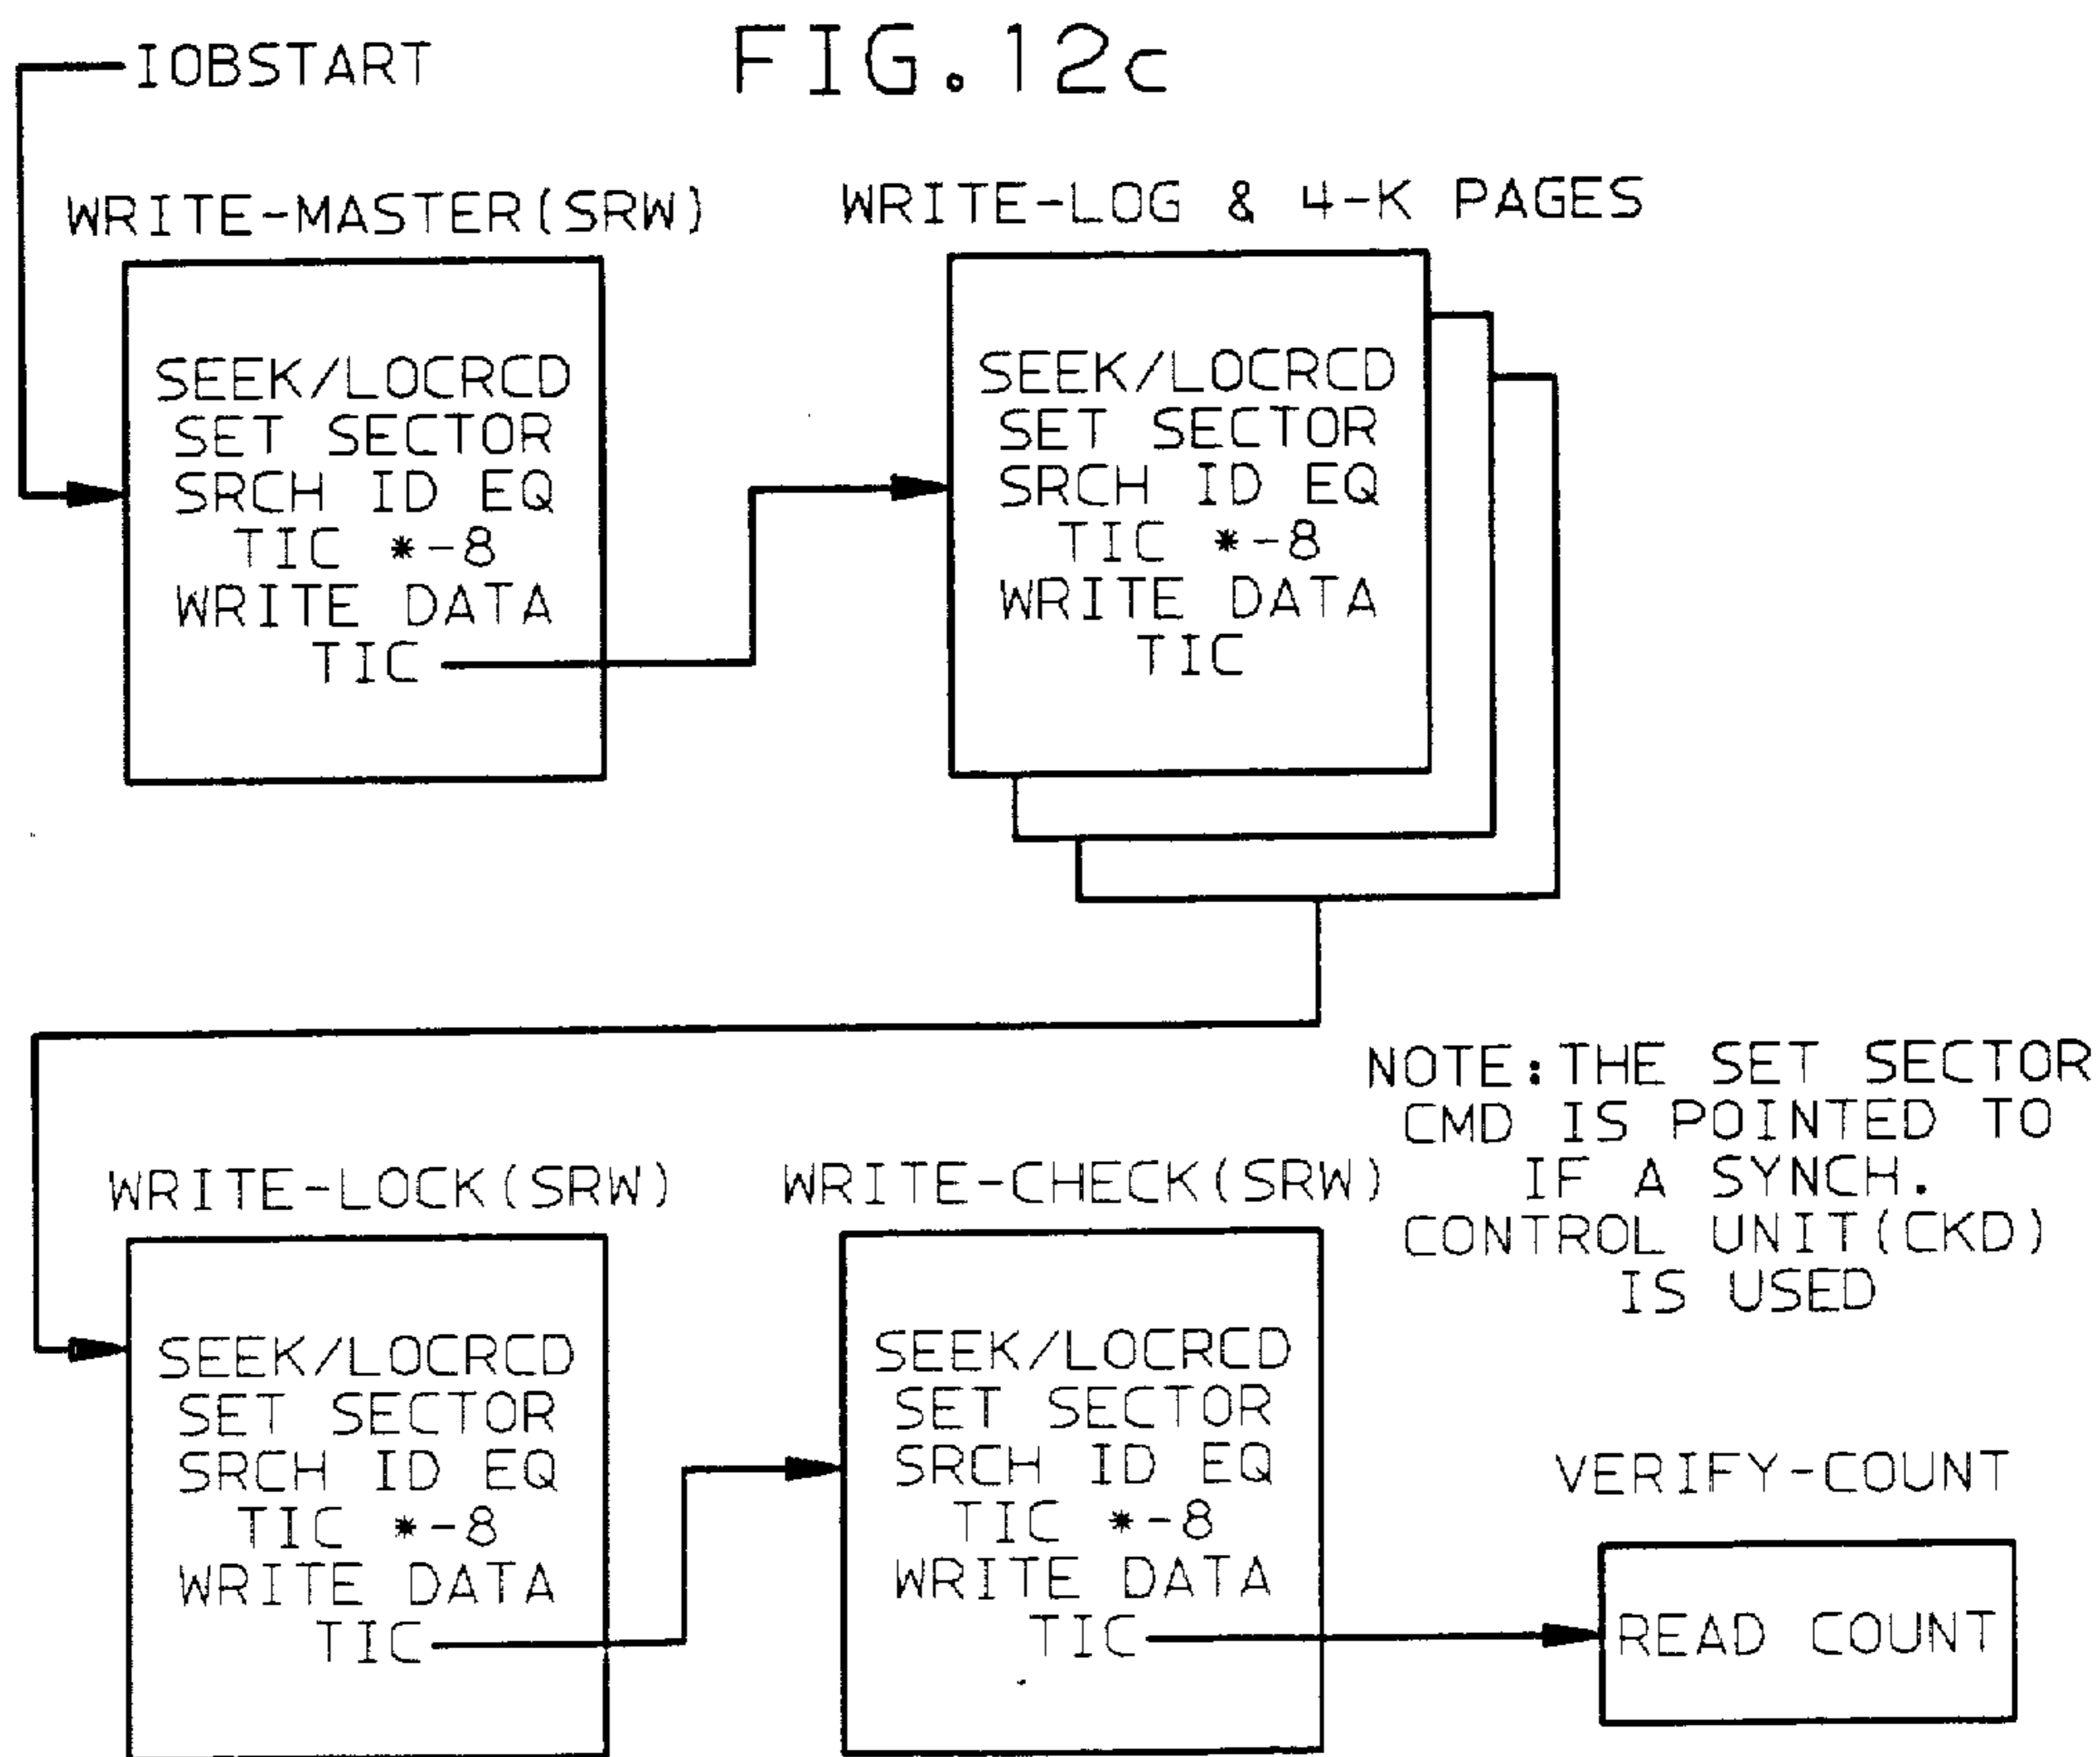 IOBSTART
FIG.12c
WRITE-MASTER(SRW)
SEEK/LOCRCD
SET SECTOR
SRCH ID EQ
TIC *-8
WRITE DATA
TIC
WRITE-LOG & 4-K PAGES
SEEK/LOCRCD
SET SECTOR
SRCH ID EQ
TIC *-8
WRITE DATA
TIC
NOTE:THE SET SECTOR
CMD IS POINTED TO
IF A SYNCH.
CONTROL UNIT(CKD)
IS USED
WRITE-LOCK(SRW)
SEEK/LOCRCD
SET SECTOR
SRCH ID EQ
TIC *-8
WRITE DATA
TIC
WRITE-CHECK(SRW)
SEEK/LOCRCD
SET SECTOR
SRCH ID EQ
TIC *-8
WRITE DATA
TIC
VERIFY-COUNT
READ COUNT